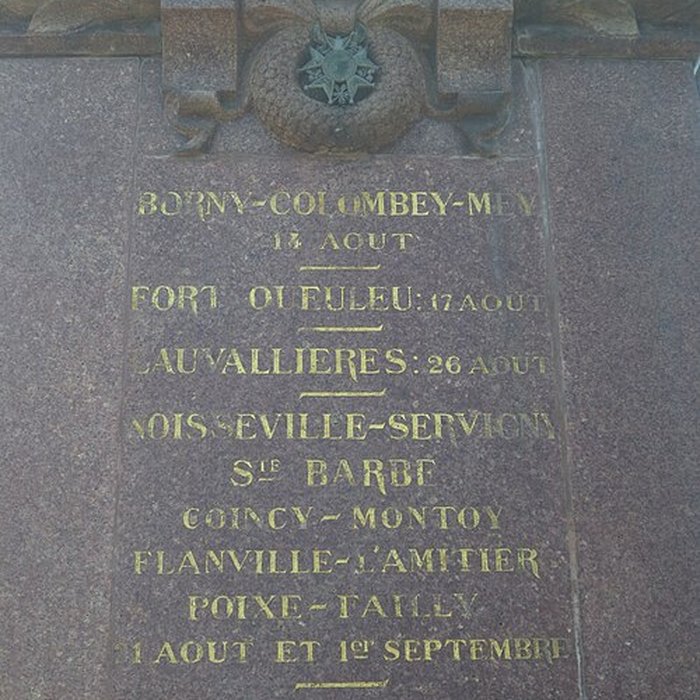 BORNY-COLOMBEY-MEY
14 AOUT
FORT QUEULEU: 17 AOUT
LAUVALLIERES: 26 AOUT
NOISSEVILLE-SERVIGNY
STE BARBE
COINCY-MONTOY
FLANVILLE-L'AMITIER
POIXE-FAILLY
31 AOUT ET 1er SEPTEMBRE